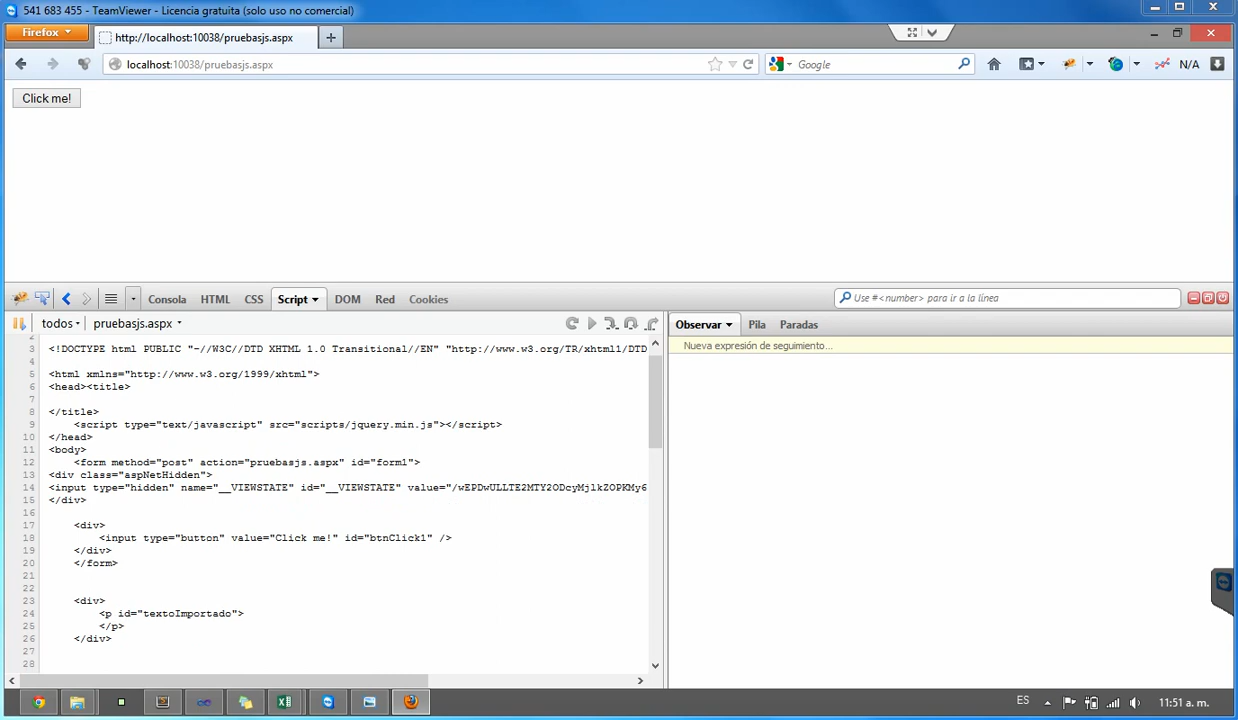 541 683 455 - TeamViewer - Licencia gratuita (solo uso no comercial)
Firefox
http://localhost:10038/pruebasjs.aspx
localhost:10038/pruebasjs.aspx
Google
N/A
Click me!
Consola HTML CSS Script DOM Red Cookies
Use #<number> para ir a la línea
todos pruebasjs.aspx
Observar Pila Paradas
Nueva expresión de seguimiento...
2
3 <!DOCTYPE html PUBLIC "-//W3C//DTD XHTML 1.0 Transitional//EN" "http://www.w3.org/TR/xhtml1/DTD
4
5 <html xmlns="http://www.w3.org/1999/xhtml">
6 <head><title>
7
8 </title>
9 <script type="text/javascript" src="scripts/jquery.min.js"></script>
10 </head>
11 <body>
12 <form method="post" action="pruebasjs.aspx" id="form1">
13 <div class="aspNetHidden">
14 <input type="hidden" name="__VIEWSTATE" id="__VIEWSTATE" value="/wEPDwULLTE2MTY2ODcyMjlkZOPKMy6
15 </div>
16
17 <div>
18 <input type="button" value="Click me!" id="btnClick1" />
19 </div>
20 </form>
21
22
23 <div>
24 <p id="textoImportado">
25 </p>
26 </div>
27
28
ES
11:51 a. m.